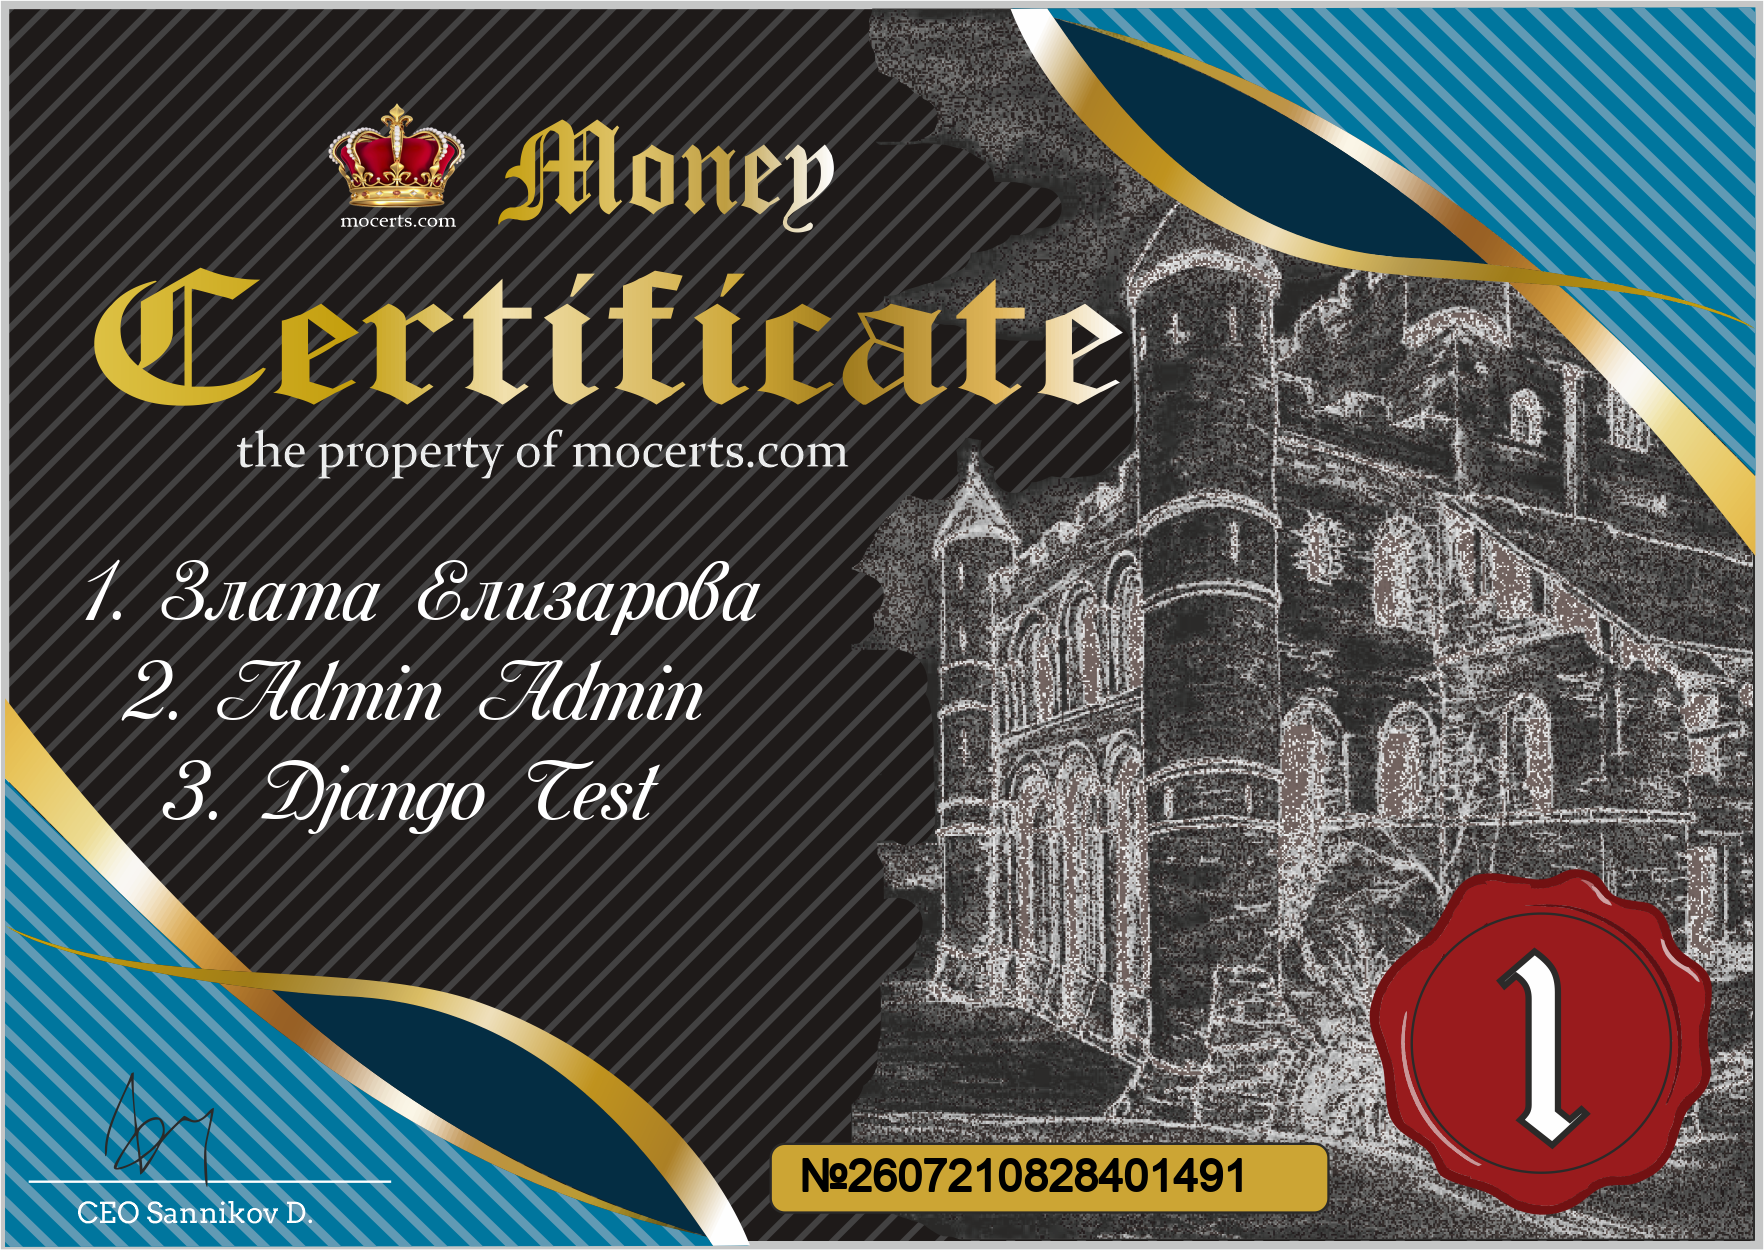 mocerts.com
Money
Certificate
the property of mocerts.com
1. Злата Елизарова
2. Admin Admin
3. Django Test
1
№2607210828401491
CEO Sannikov D.